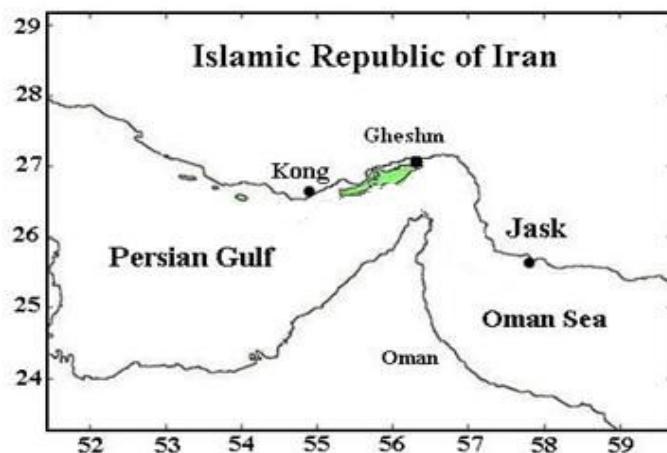 29
Islamic Republic of Iran
28
Gheshm
27
Kong
26
Jask
Persian Gulf
25
Oman Sea
Oman
24
52 53 54 55 56 57 58 59